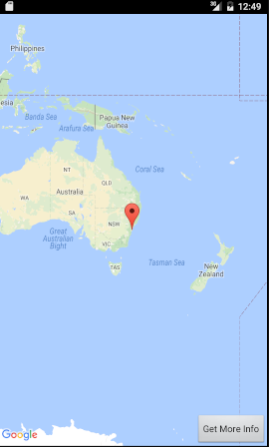 3G 12:49
Philippines
esia
Banda Sea
Papua New
Guinea
Arafura Sea
Coral Sea
NT
QLD
Australia
WA
SA
NSW
Great
Australian
Bight
VIC
TAS
Tasman Sea
New
Zealand
Get More Info
Google